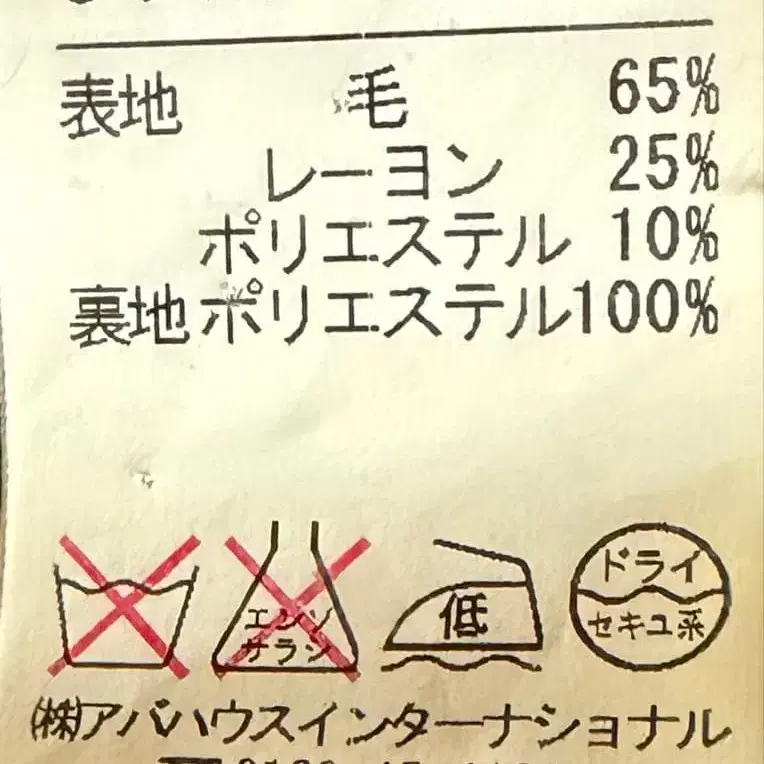 表地 毛 65%
レーヨン 25%
ポリエステル 10%
裏地 ポリエステル100%
エンソ
サラシ
低
ドライ
セキユ系
㈱アバハウスインターナショナル